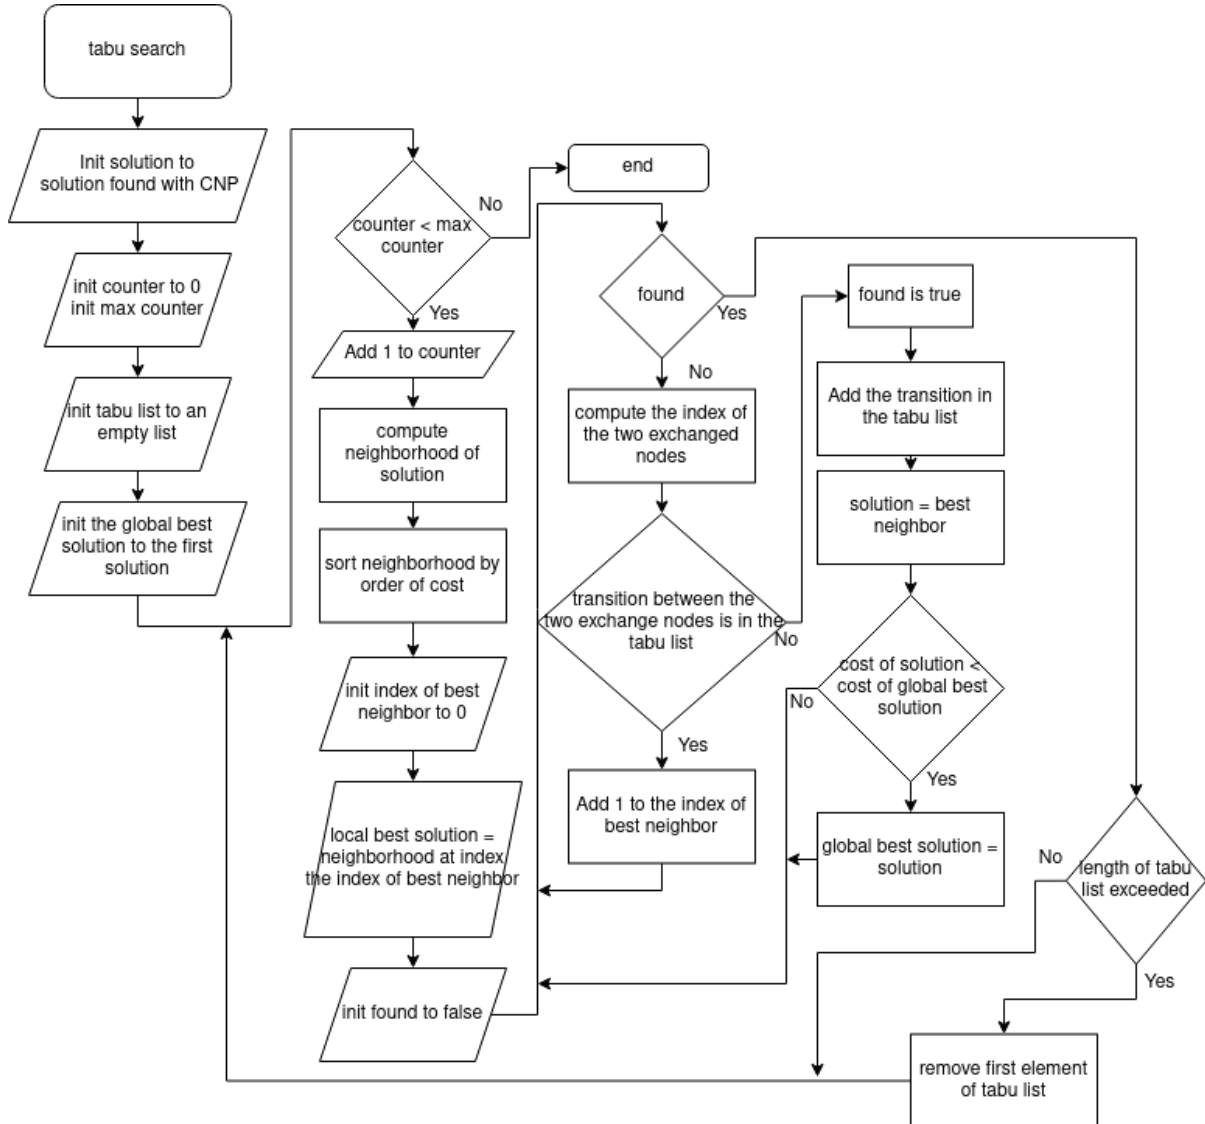 tabu search
Init solution to
solution found with CNP
init counter to 0
init max counter
init tabu list to an
empty list
init the global best
solution to the first
solution
counter < max
counter
No
Yes
end
Add 1 to counter
compute
neighborhood of
solution
sort neighborhood by
order of cost
init index of best
neighbor to 0
local best solution =
neighborhood at index
the index of best neighbor
init found to false
found
Yes
No
compute the index of
the two exchanged
nodes
transition between the
two exchange nodes is in the
tabu list
No
Yes
Add 1 to the index of
best neighbor
found is true
Add the transition in
the tabu list
solution = best
neighbor
cost of solution <
cost of global best
solution
No
Yes
global best solution =
solution
length of tabu
list exceeded
No
Yes
remove first element
of tabu list